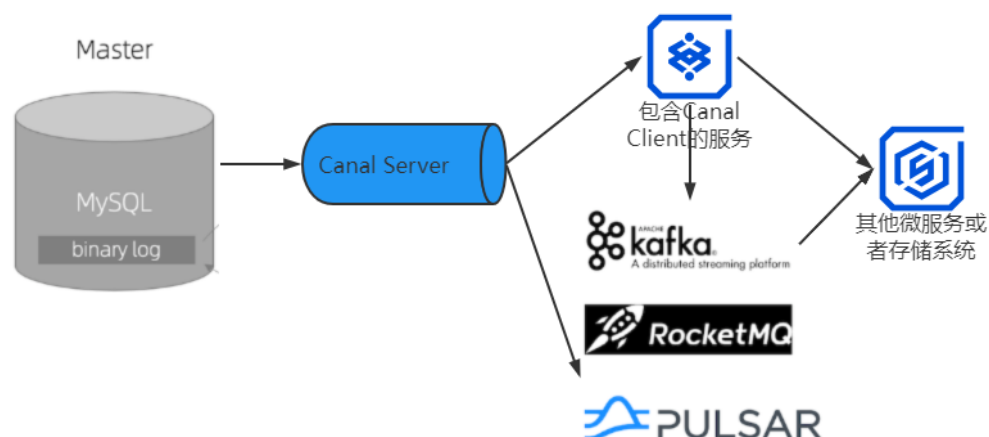 Master
MySQL
binary log
Canal Server
包含Canal
Client的服务
APACHE
kafka
A distributed streaming platform
RocketMQ
PULSAR
其他微服务或
者存储系统